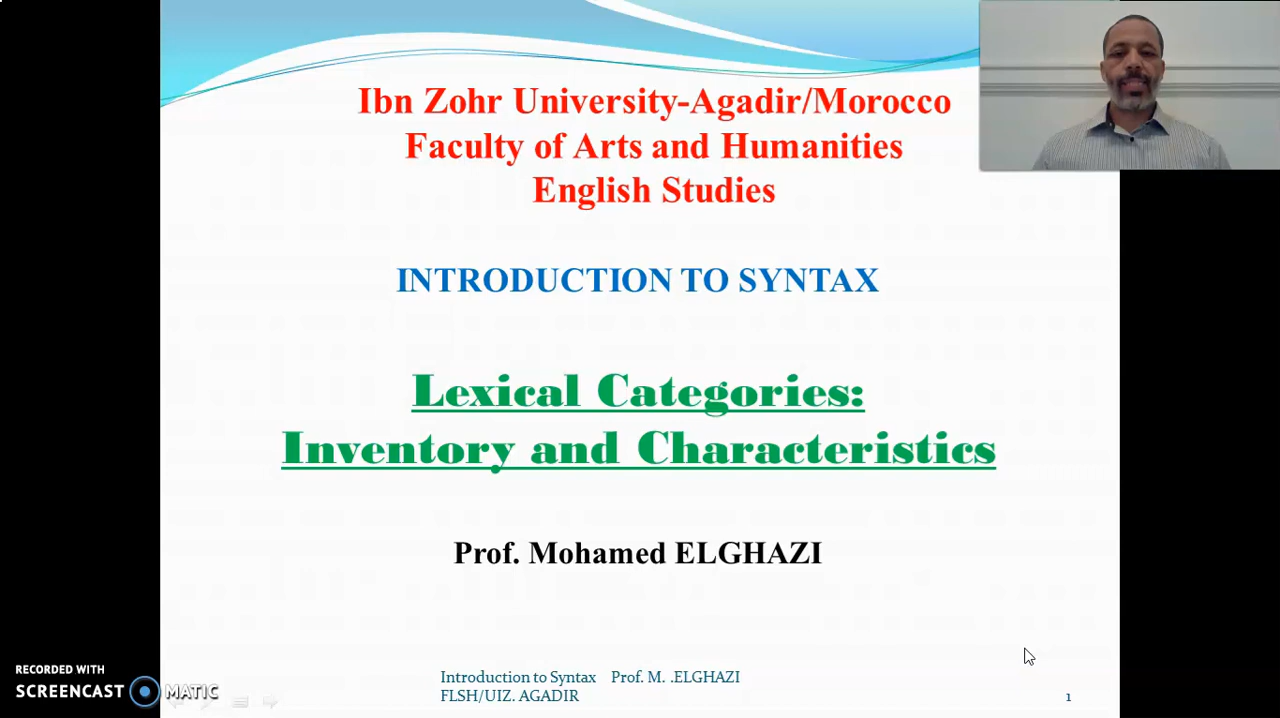 Ibn Zohr University-Agadir/Morocco
Faculty of Arts and Humanities
English Studies
INTRODUCTION TO SYNTAX
Lexical Categories:
Inventory and Characteristics
Prof. Mohamed ELGHAZI
Introduction to Syntax Prof. M. .ELGHAZI
FLSH/UIZ. AGADIR
1
RECORDED WITH
SCREENCAST MATIC